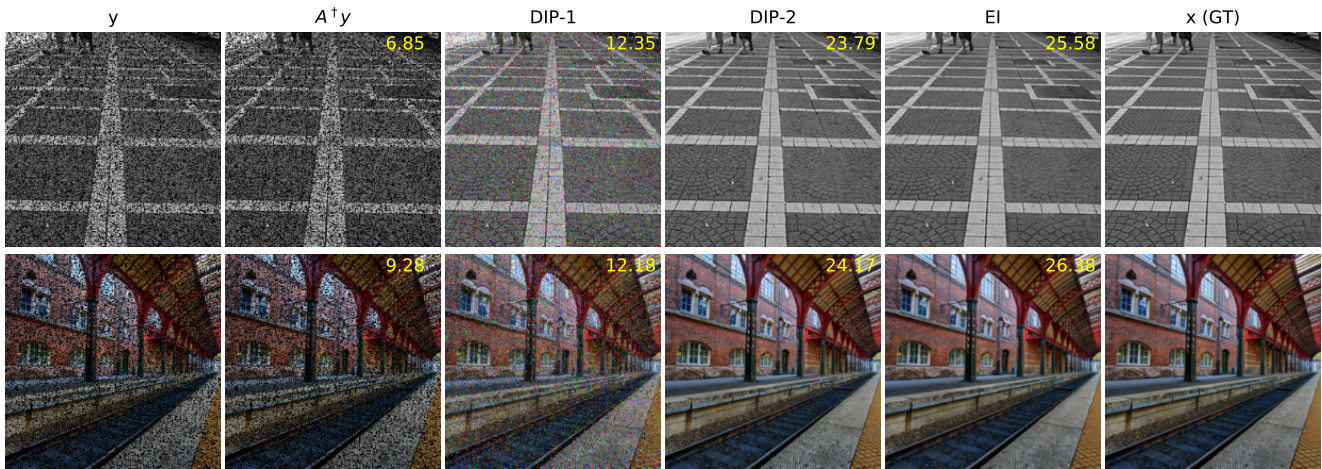 y A†y DIP-1 DIP-2 EI x (GT)
6.85 12.35 23.79 25.58
9.28 12.18 24.17 26.38